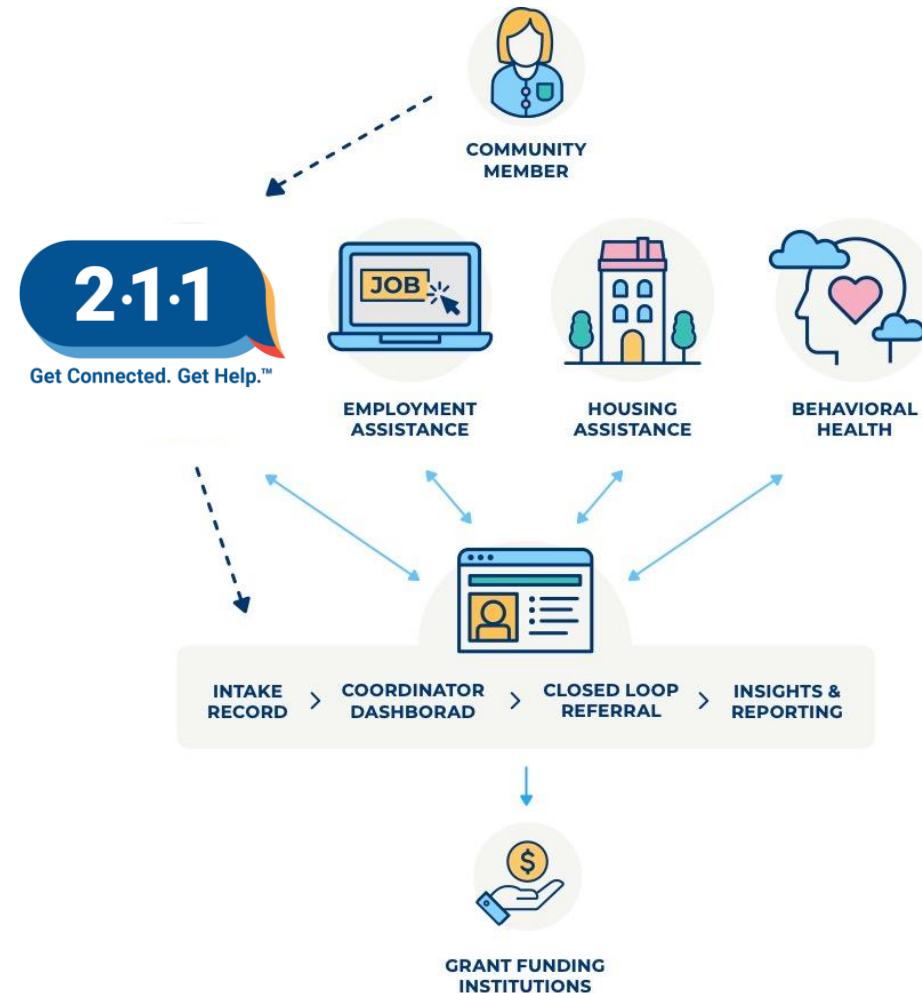 COMMUNITY
MEMBER
2·1·1
Get Connected. Get Help.™
JOB
EMPLOYMENT
ASSISTANCE
HOUSING
ASSISTANCE
BEHAVIORAL
HEALTH
INTAKE
RECORD
>
COORDINATOR
DASHBORAD
>
CLOSED LOOP
REFERRAL
>
INSIGHTS &
REPORTING
$
GRANT FUNDING
INSTITUTIONS